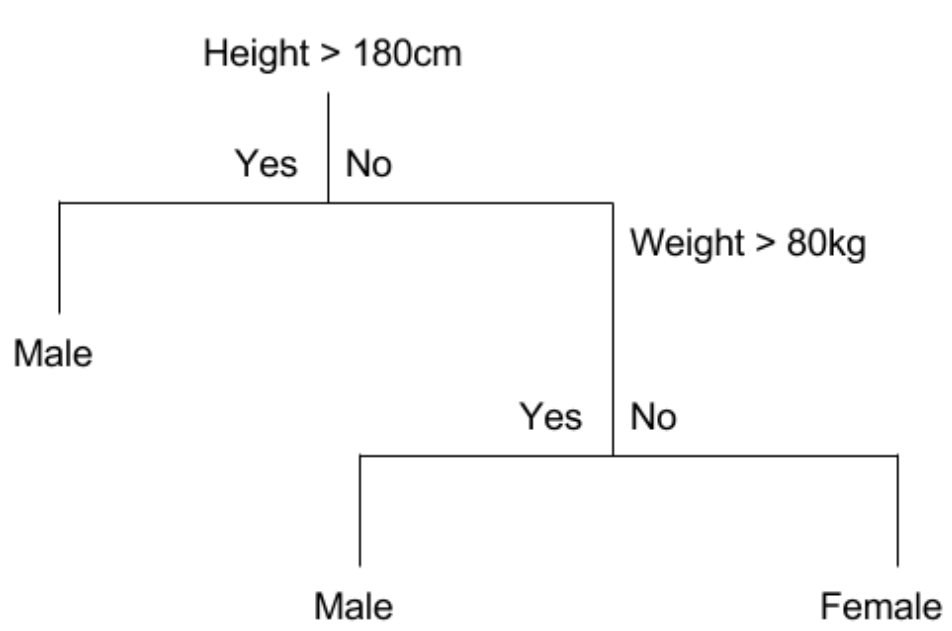 Height > 180cm
Yes No
Weight > 80kg
Male
Yes No
Male Female